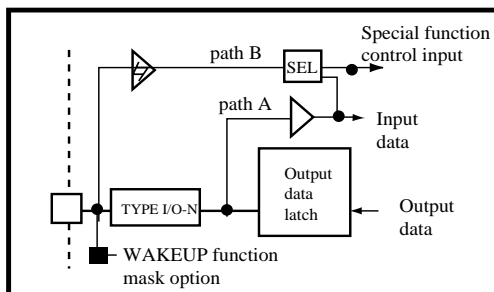 Special function
control input
path B
SEL
path A
Input
data
TYPE I/O-N
Output
data
latch
Output
data
WAKEUP function
mask option